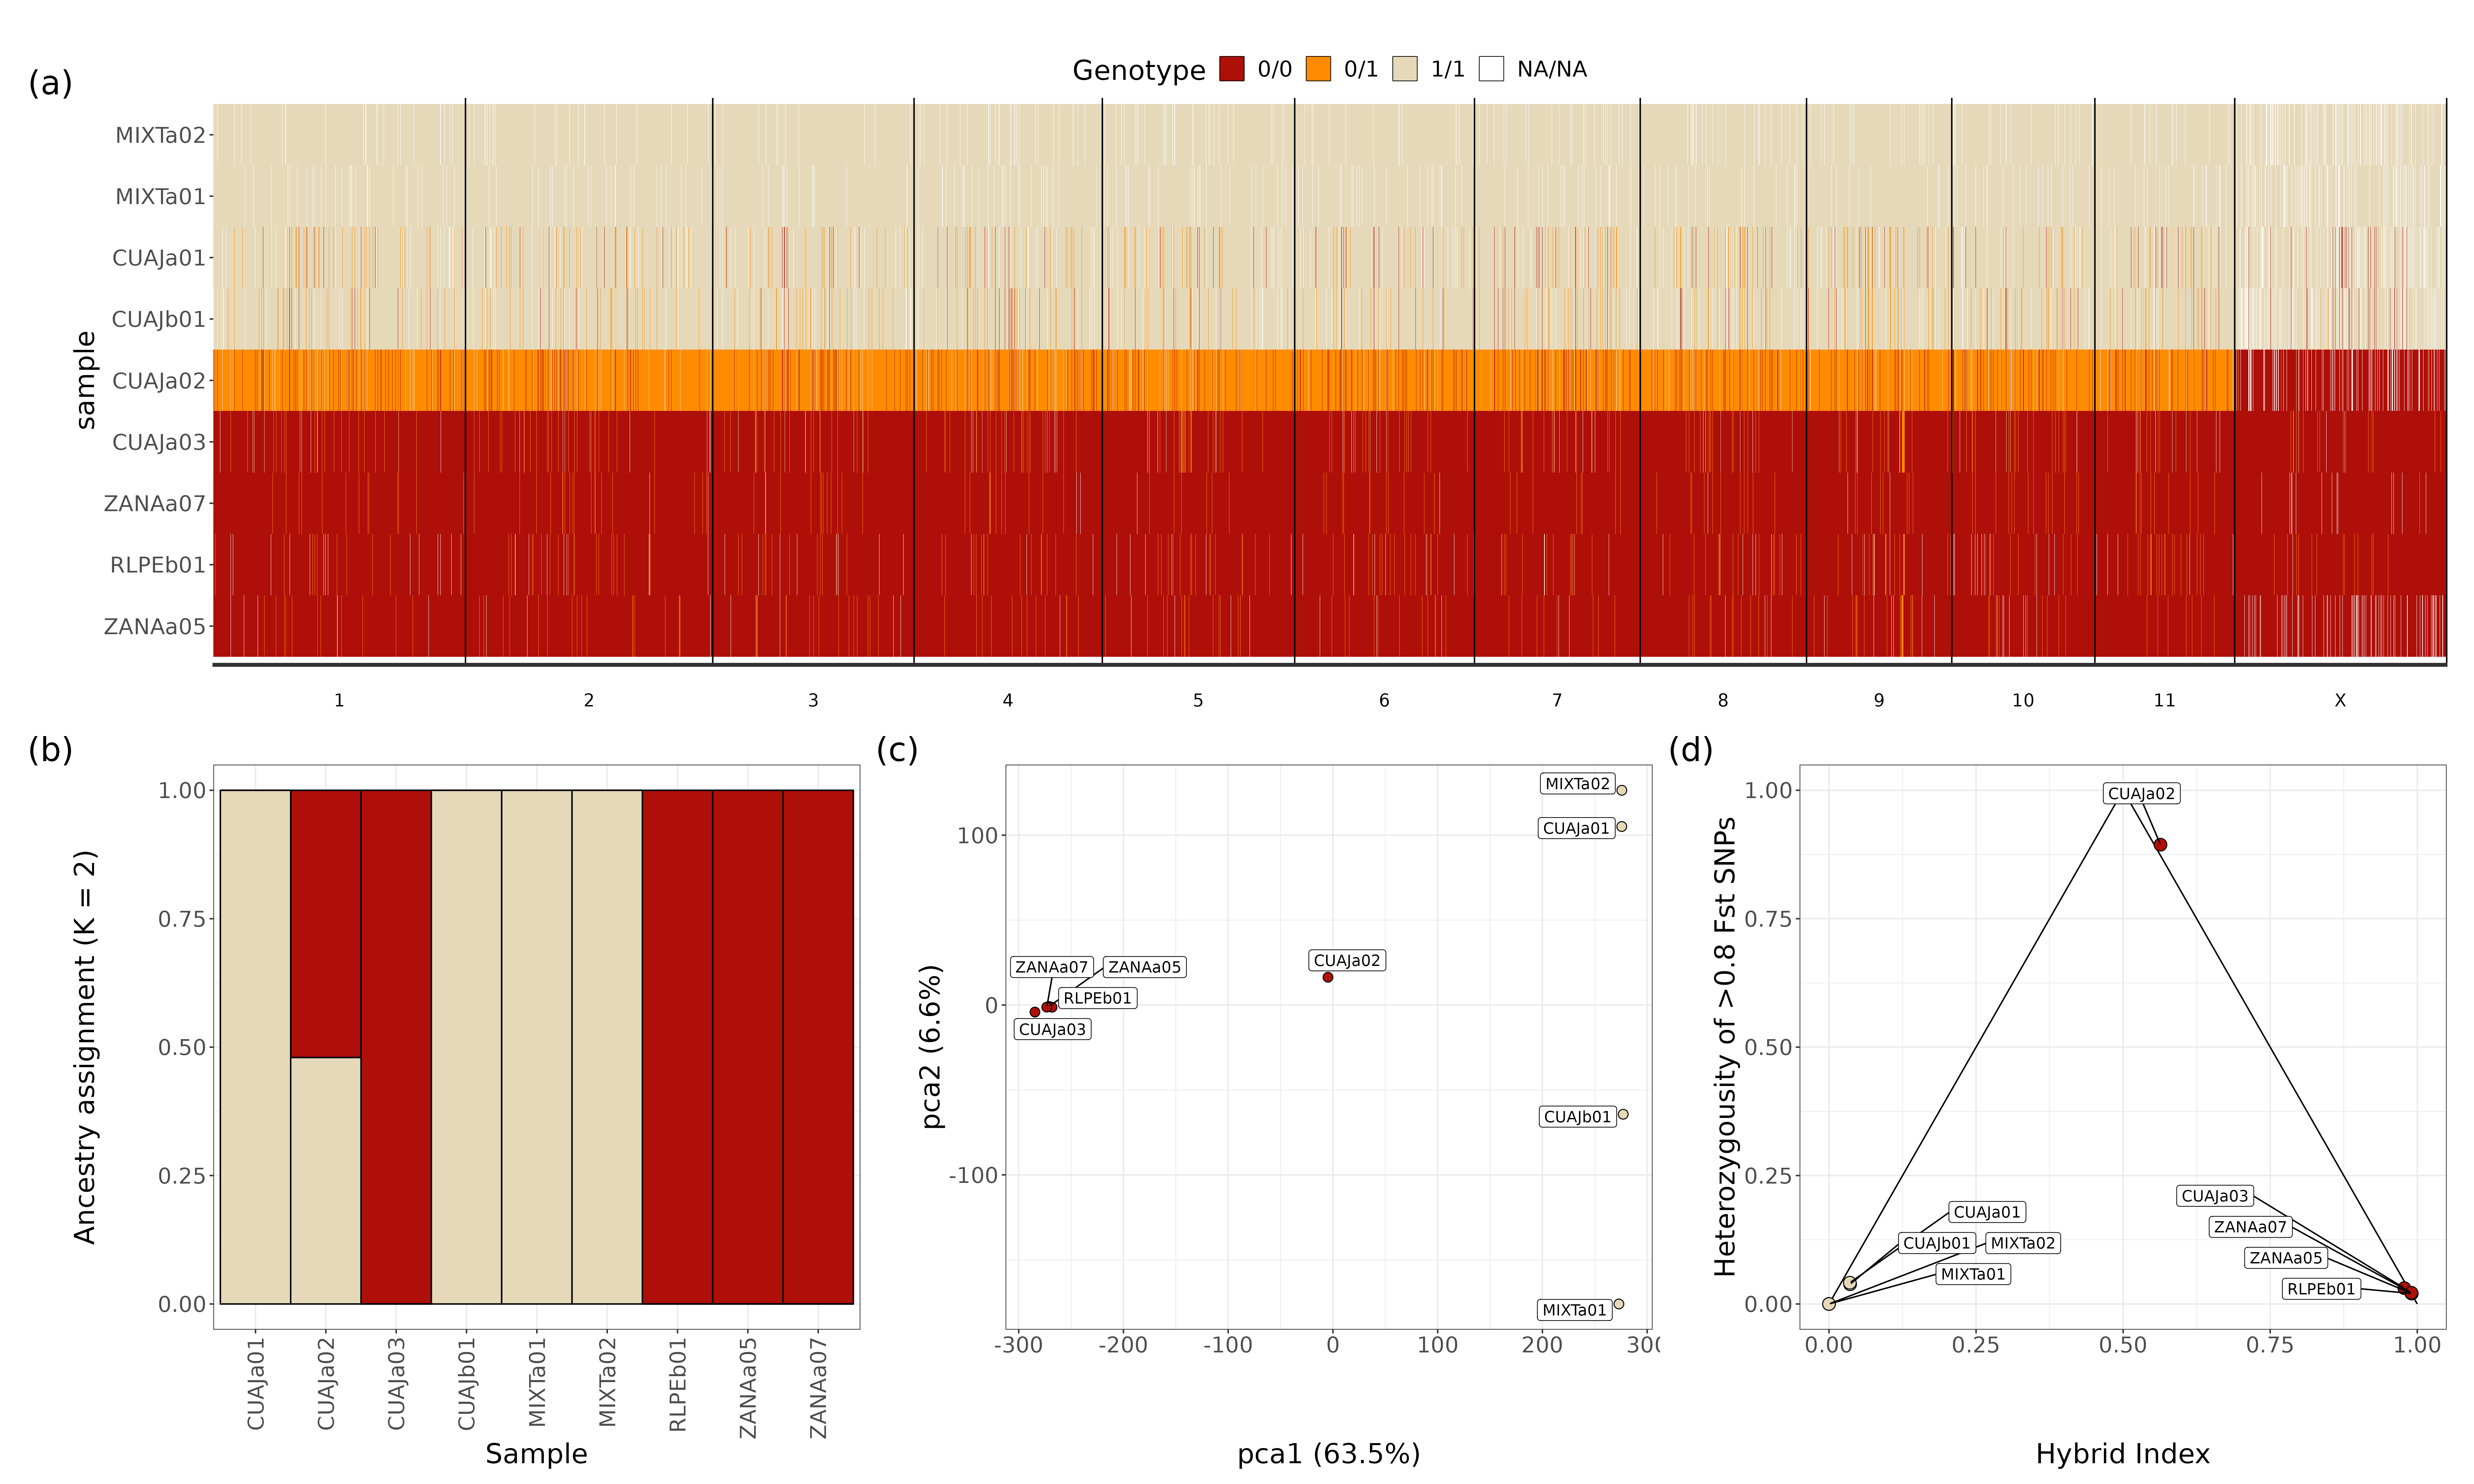 (a)
Genotype 0/0 0/1 1/1 NA/NA
sample
MIXTa02
MIXTa01
CUAJa01
CUAJb01
CUAJa02
CUAJa03
ZANAa07
RLPEb01
ZANAa05
1 2 3 4 5 6 7 8 9 10 11 X
(b)
Ancestry assignment (K = 2)
1.00
0.75
0.50
0.25
0.00
CUAJa01
CUAJa02
CUAJa03
CUAJb01
MIXTa01
MIXTa02
RLPEb01
ZANAa05
ZANAa07
Sample
(c)
pca2 (6.6%)
100
0
-100
MIXTa02
CUAJa01
CUAJa02
ZANAa07
ZANAa05
RLPEb01
CUAJa03
CUAJb01
MIXTa01
-300 -200 -100 0 100 200 300
pca1 (63.5%)
(d)
Heterozygousity of >0.8 Fst SNPs
1.00
0.75
0.50
0.25
0.00
CUAJa02
CUAJa01
CUAJb01
MIXTa02
MIXTa01
CUAJa03
ZANAa07
ZANAa05
RLPEb01
0.00 0.25 0.50 0.75 1.00
Hybrid Index